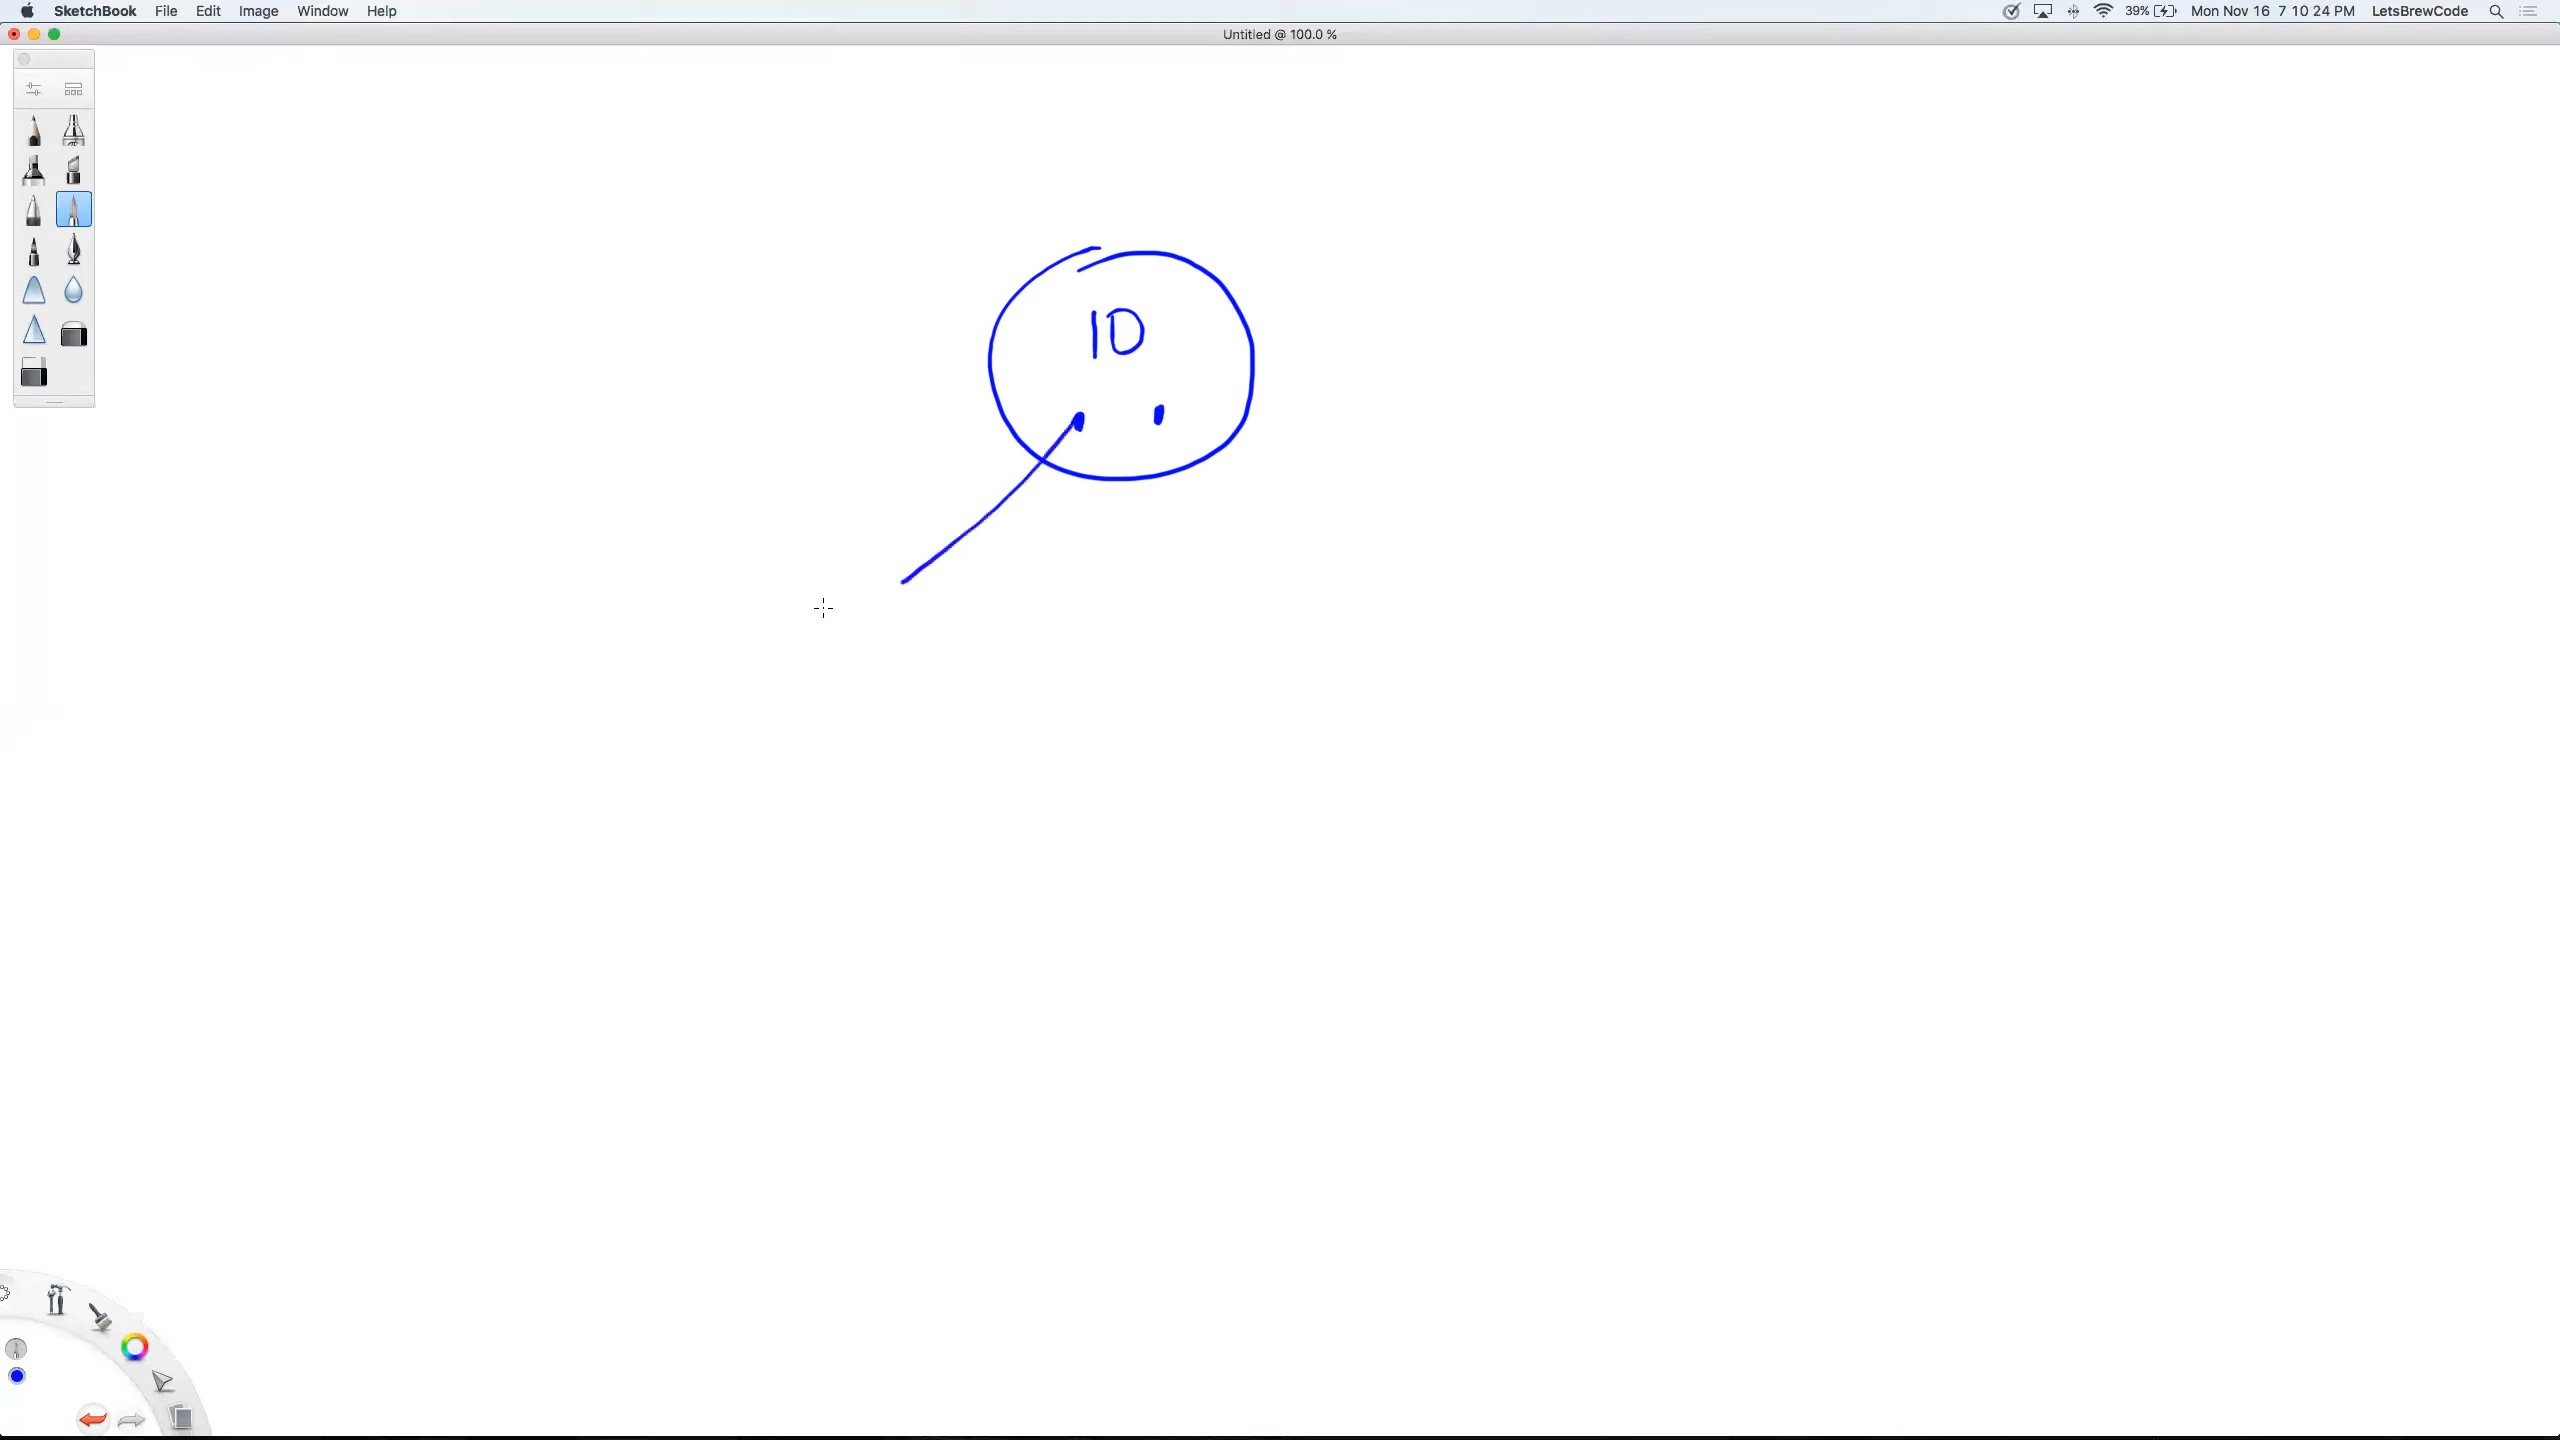 SketchBook File Edit Image Window Help 39% Mon Nov 16 7 10 24 PM LetsBrewCode
Untitled @ 100.0 %
10